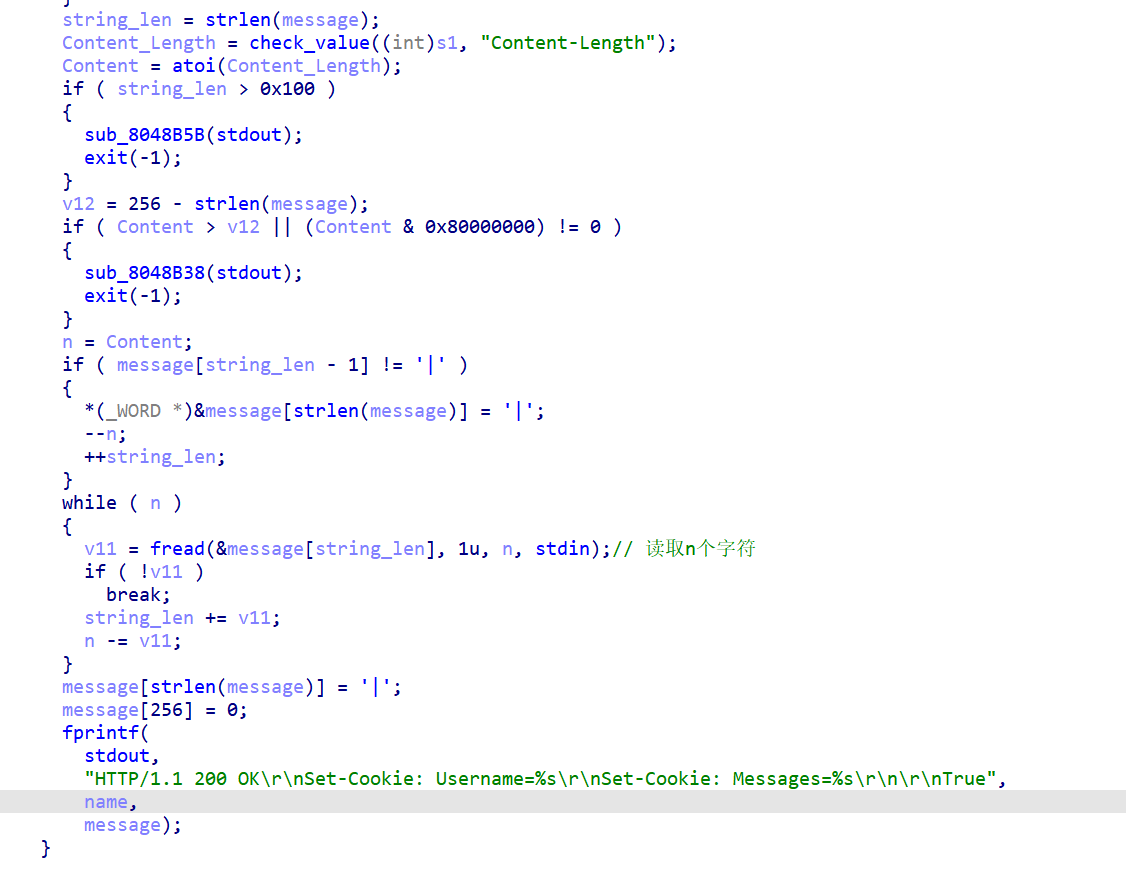 }
string_len = strlen(message);
Content_Length = check_value((int)s1, "Content-Length");
Content = atoi(Content_Length);
if ( string_len > 0x100 )
{
sub_8048B5B(stdout);
exit(-1);
}
v12 = 256 - strlen(message);
if ( Content > v12 || (Content & 0x80000000) != 0 )
{
sub_8048B38(stdout);
exit(-1);
}
n = Content;
if ( message[string_len - 1] != '|' )
{
*(_WORD *)&message[strlen(message)] = '|';
--n;
++string_len;
}
while ( n )
{
v11 = fread(&message[string_len], 1u, n, stdin);// 读取n个字符
if ( !v11 )
break;
string_len += v11;
n -= v11;
}
message[strlen(message)] = '|';
message[256] = 0;
fprintf(
stdout,
"HTTP/1.1 200 OK\r\nSet-Cookie: Username=%s\r\nSet-Cookie: Messages=%s\r\n\r\nTrue",
name,
message);
}